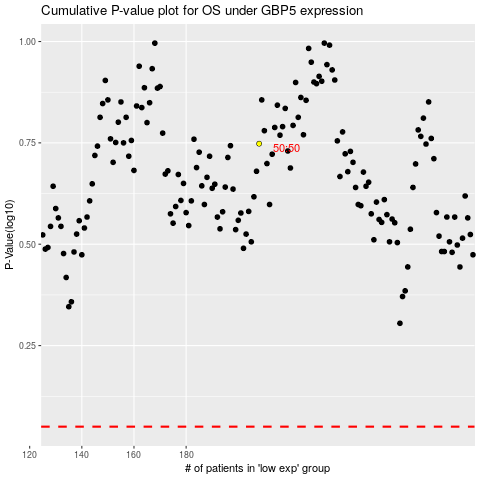 Cumulative P-value plot for OS under GBP5 expression
P-Value(log10)
1.00
0.75
0.50
0.25
50:50
120 140 160 180
# of patients in 'low exp' group